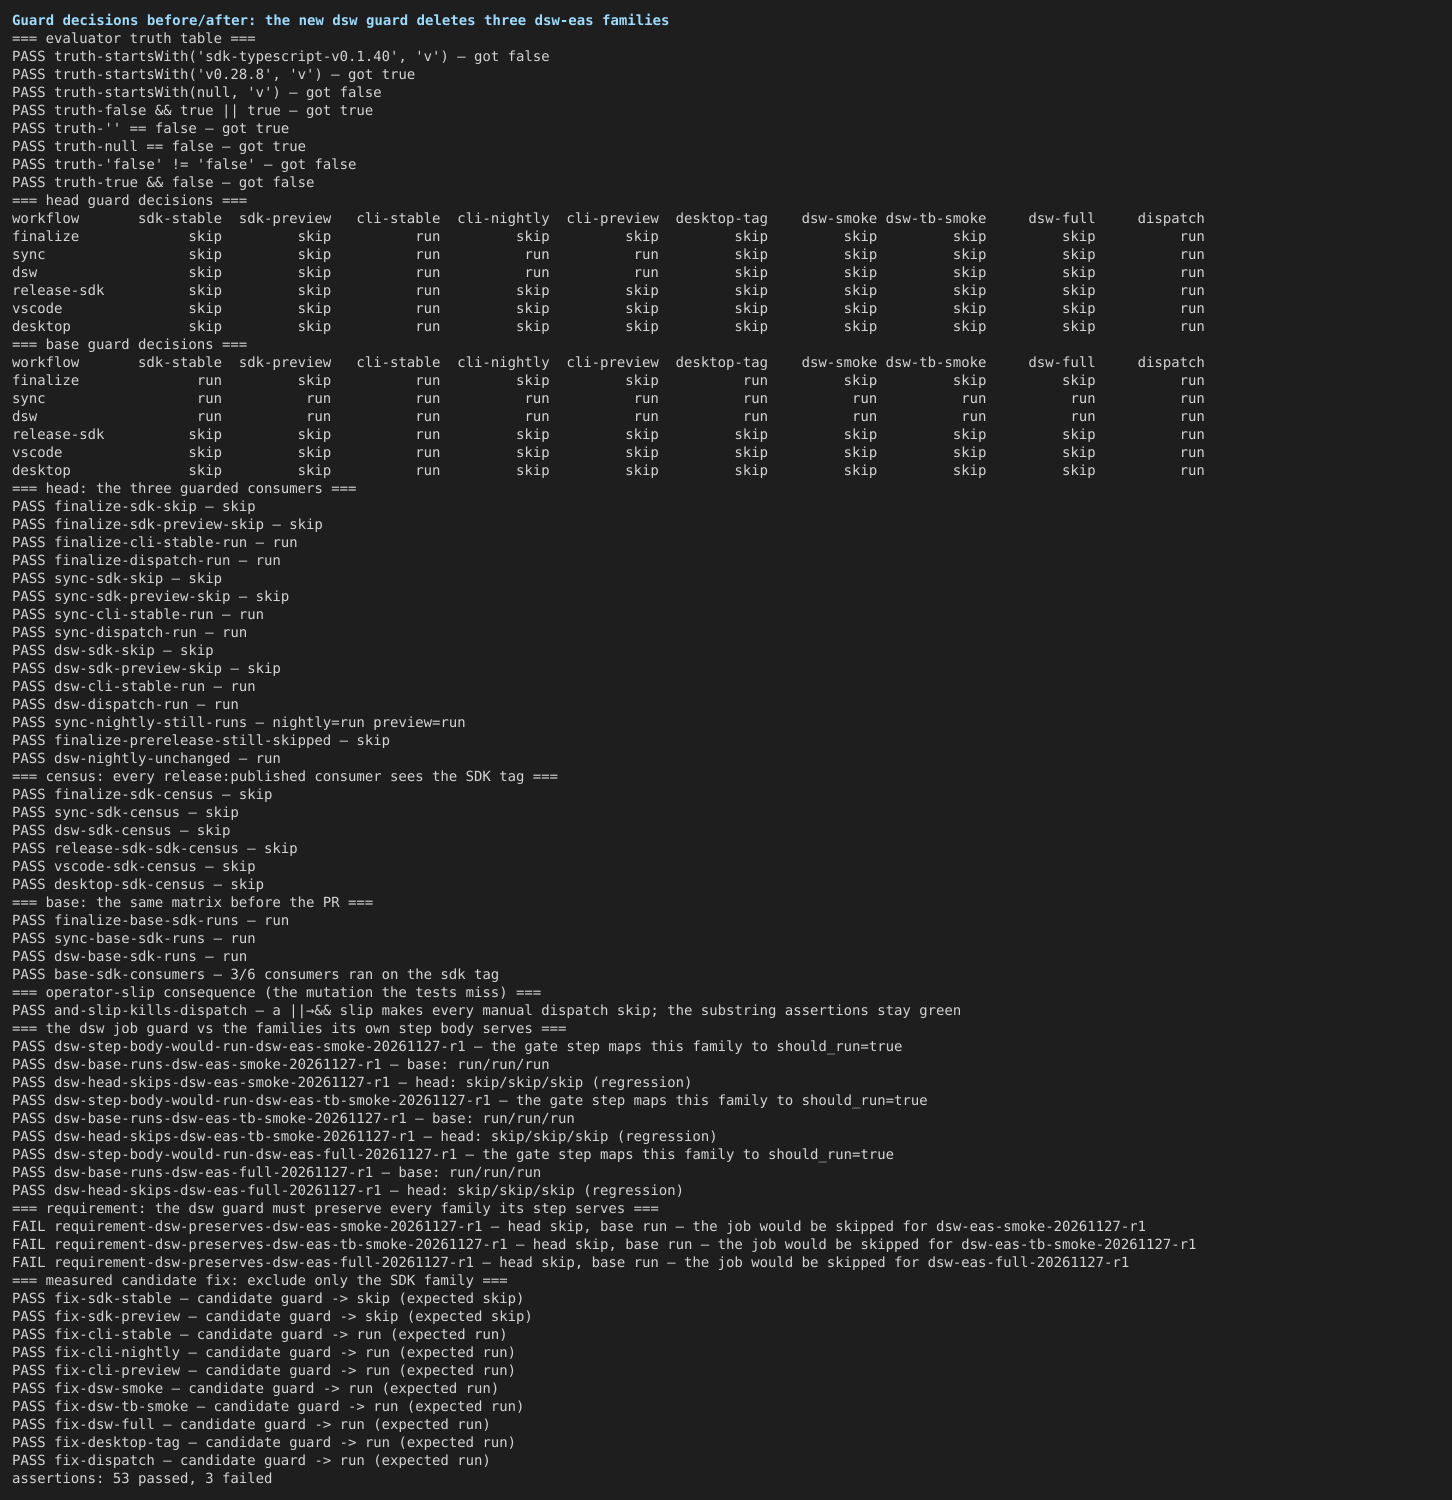 Guard decisions before/after: the new dsw guard deletes three dsw-eas families
=== evaluator truth table ===
PASS truth-startsWith('sdk-typescript-v0.1.40', 'v') — got false
PASS truth-startsWith('v0.28.8', 'v') — got true
PASS truth-startsWith(null, 'v') — got false
PASS truth-false && true || true — got true
PASS truth-'' == false — got true
PASS truth-null == false — got true
PASS truth-'false' != 'false' — got false
PASS truth-true && false — got false
=== head guard decisions ===
workflow       sdk-stable  sdk-preview   cli-stable  cli-nightly  cli-preview  desktop-tag    dsw-smoke dsw-tb-smoke     dsw-full     dispatch
finalize             skip         skip          run         skip         skip         skip         skip         skip         skip          run
sync                 skip         skip          run          run          run         skip         skip         skip         skip          run
dsw                  skip         skip          run          run          run         skip         skip         skip         skip          run
release-sdk          skip         skip          run         skip         skip         skip         skip         skip         skip          run
vscode               skip         skip          run         skip         skip         skip         skip         skip         skip          run
desktop              skip         skip          run         skip         skip         skip         skip         skip         skip          run
=== base guard decisions ===
workflow       sdk-stable  sdk-preview   cli-stable  cli-nightly  cli-preview  desktop-tag    dsw-smoke dsw-tb-smoke     dsw-full     dispatch
finalize              run         skip          run         skip         skip          run         skip         skip         skip          run
sync                  run          run          run          run          run          run          run          run          run          run
dsw                   run          run          run          run          run          run          run          run          run          run
release-sdk          skip         skip          run         skip         skip         skip         skip         skip         skip          run
vscode               skip         skip          run         skip         skip         skip         skip         skip         skip          run
desktop              skip         skip          run         skip         skip         skip         skip         skip         skip          run
=== head: the three guarded consumers ===
PASS finalize-sdk-skip — skip
PASS finalize-sdk-preview-skip — skip
PASS finalize-cli-stable-run — run
PASS finalize-dispatch-run — run
PASS sync-sdk-skip — skip
PASS sync-sdk-preview-skip — skip
PASS sync-cli-stable-run — run
PASS sync-dispatch-run — run
PASS dsw-sdk-skip — skip
PASS dsw-sdk-preview-skip — skip
PASS dsw-cli-stable-run — run
PASS dsw-dispatch-run — run
PASS sync-nightly-still-runs — nightly=run preview=run
PASS finalize-prerelease-still-skipped — skip
PASS dsw-nightly-unchanged — run
=== census: every release:published consumer sees the SDK tag ===
PASS finalize-sdk-census — skip
PASS sync-sdk-census — skip
PASS dsw-sdk-census — skip
PASS release-sdk-sdk-census — skip
PASS vscode-sdk-census — skip
PASS desktop-sdk-census — skip
=== base: the same matrix before the PR ===
PASS finalize-base-sdk-runs — run
PASS sync-base-sdk-runs — run
PASS dsw-base-sdk-runs — run
PASS base-sdk-consumers — 3/6 consumers ran on the sdk tag
=== operator-slip consequence (the mutation the tests miss) ===
PASS and-slip-kills-dispatch — a ||→&& slip makes every manual dispatch skip; the substring assertions stay green
=== the dsw job guard vs the families its own step body serves ===
PASS dsw-step-body-would-run-dsw-eas-smoke-20261127-r1 — the gate step maps this family to should_run=true
PASS dsw-base-runs-dsw-eas-smoke-20261127-r1 — base: run/run/run
PASS dsw-head-skips-dsw-eas-smoke-20261127-r1 — head: skip/skip/skip (regression)
PASS dsw-step-body-would-run-dsw-eas-tb-smoke-20261127-r1 — the gate step maps this family to should_run=true
PASS dsw-base-runs-dsw-eas-tb-smoke-20261127-r1 — base: run/run/run
PASS dsw-head-skips-dsw-eas-tb-smoke-20261127-r1 — head: skip/skip/skip (regression)
PASS dsw-step-body-would-run-dsw-eas-full-20261127-r1 — the gate step maps this family to should_run=true
PASS dsw-base-runs-dsw-eas-full-20261127-r1 — base: run/run/run
PASS dsw-head-skips-dsw-eas-full-20261127-r1 — head: skip/skip/skip (regression)
=== requirement: the dsw guard must preserve every family its step serves ===
FAIL requirement-dsw-preserves-dsw-eas-smoke-20261127-r1 — head skip, base run — the job would be skipped for dsw-eas-smoke-20261127-r1
FAIL requirement-dsw-preserves-dsw-eas-tb-smoke-20261127-r1 — head skip, base run — the job would be skipped for dsw-eas-tb-smoke-20261127-r1
FAIL requirement-dsw-preserves-dsw-eas-full-20261127-r1 — head skip, base run — the job would be skipped for dsw-eas-full-20261127-r1
=== measured candidate fix: exclude only the SDK family ===
PASS fix-sdk-stable — candidate guard -> skip (expected skip)
PASS fix-sdk-preview — candidate guard -> skip (expected skip)
PASS fix-cli-stable — candidate guard -> run (expected run)
PASS fix-cli-nightly — candidate guard -> run (expected run)
PASS fix-cli-preview — candidate guard -> run (expected run)
PASS fix-dsw-smoke — candidate guard -> run (expected run)
PASS fix-dsw-tb-smoke — candidate guard -> run (expected run)
PASS fix-dsw-full — candidate guard -> run (expected run)
PASS fix-desktop-tag — candidate guard -> run (expected run)
PASS fix-dispatch — candidate guard -> run (expected run)
assertions: 53 passed, 3 failed